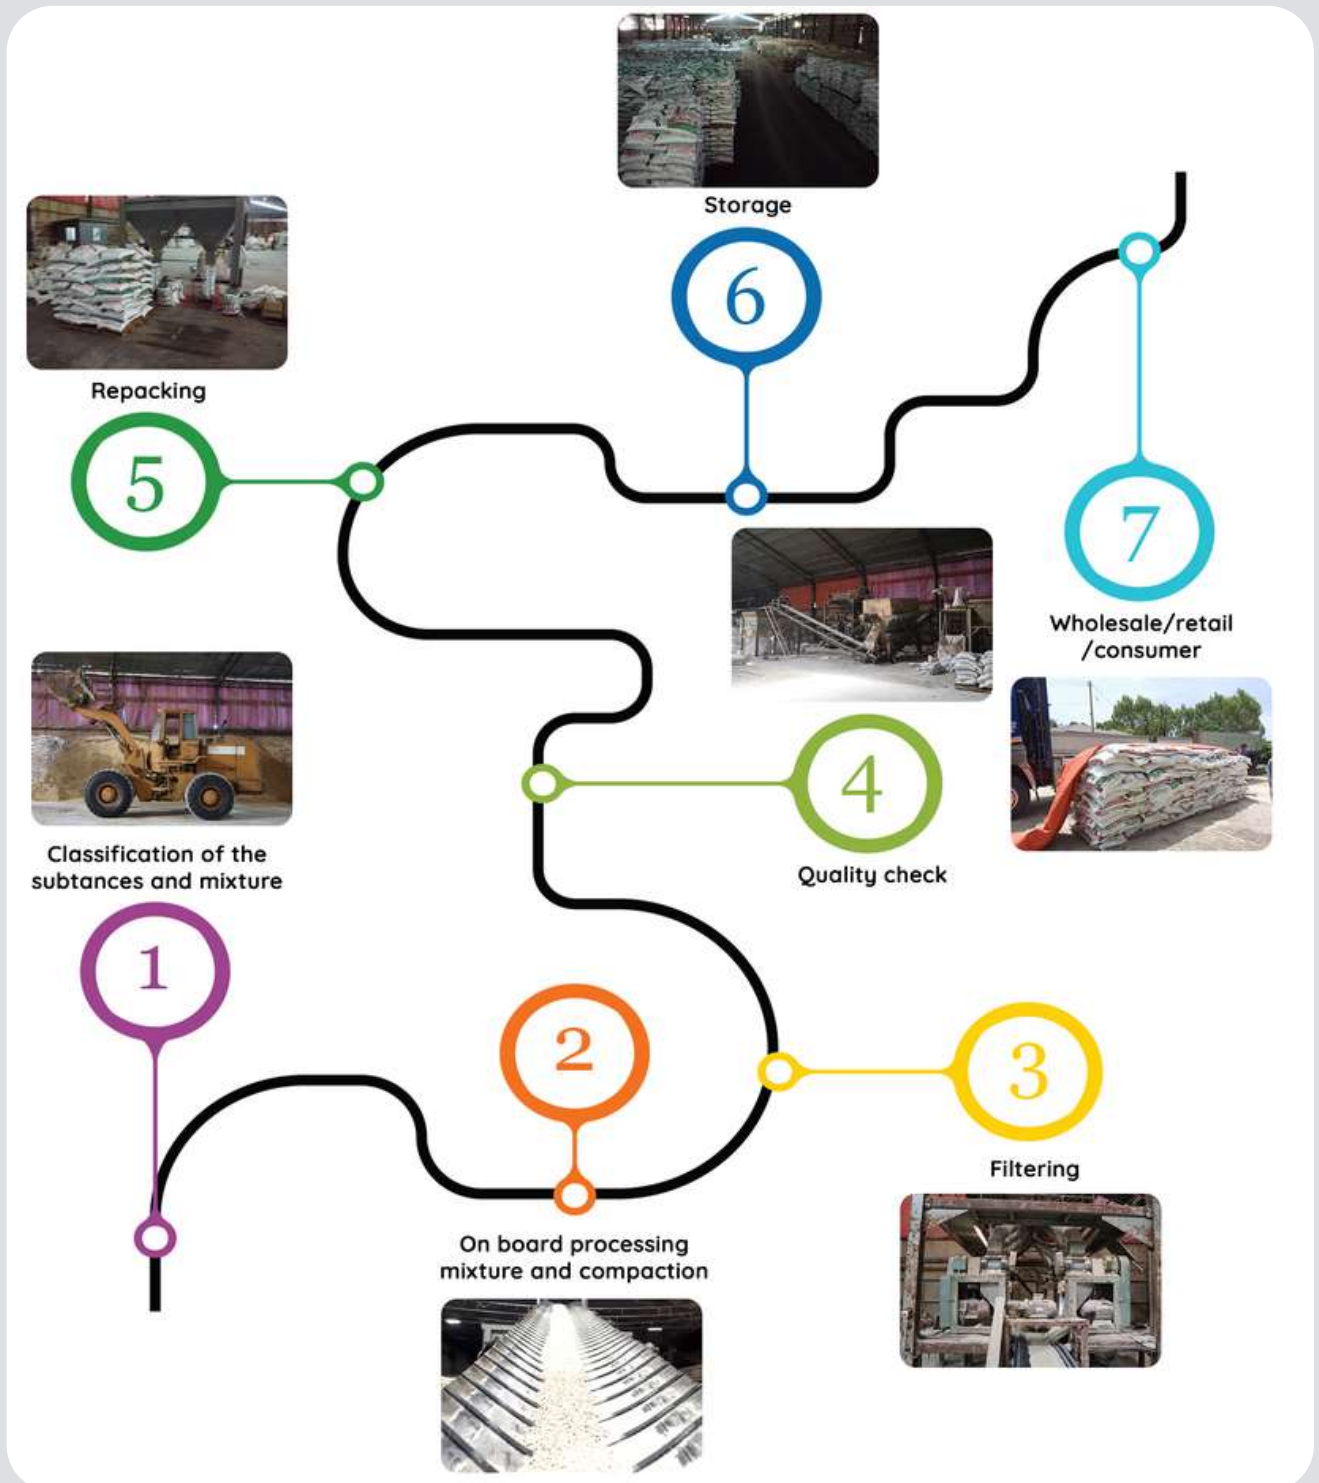 Storage
6
Repacking
5
7
Wholesale/retail
/consumer
Classification of the
subtances and mixture
4
Quality check
1
2
3
Filtering
On board processing
mixture and compaction